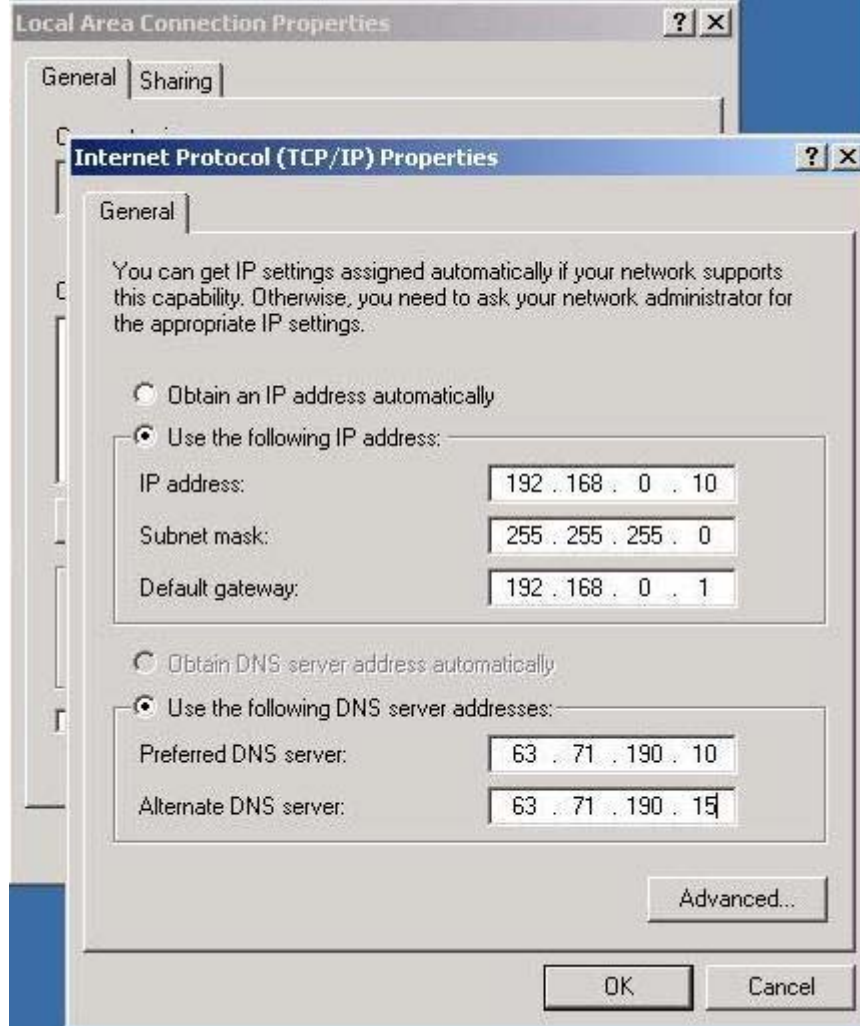 Local Area Connection Properties
General Sharing
Internet Protocol (TCP/IP) Properties
General
You can get IP settings assigned automatically if your network supports
this capability. Otherwise, you need to ask your network administrator for
the appropriate IP settings.
Obtain an IP address automatically
Use the following IP address:
IP address: 192 . 168 . 0 . 10
Subnet mask: 255 . 255 . 255 . 0
Default gateway: 192 . 168 . 0 . 1
Obtain DNS server address automatically
Use the following DNS server addresses:
Preferred DNS server: 63 . 71 . 190 . 10
Alternate DNS server: 63 . 71 . 190 . 15
Advanced...
OK Cancel